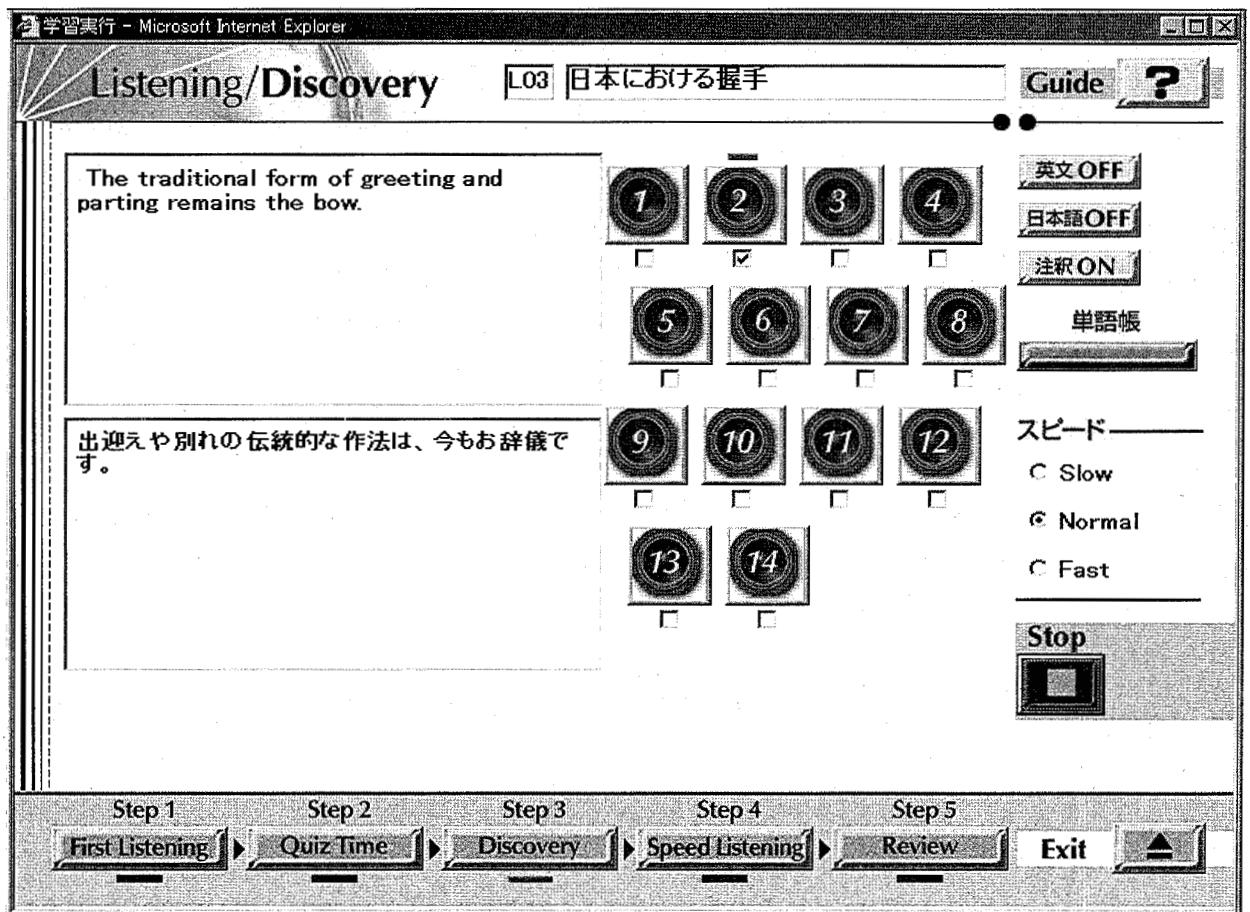 学習実行 - Microsoft Internet Explorer
Listening/Discovery
L03 日本における握手
Guide ?
The traditional form of greeting and
parting remains the bow.
1 2 3 4
5 6 7 8
9 10 11 12
13 14
英文 OFF
日本語OFF
注釈 ON
単語帳
出迎えや別れの伝統的な作法は、今もお辞儀で
す。
スピード
Slow
Normal
Fast
Stop
Step 1 Step 2 Step 3 Step 4 Step 5
First Listening Quiz Time Discovery Speed Listening Review Exit